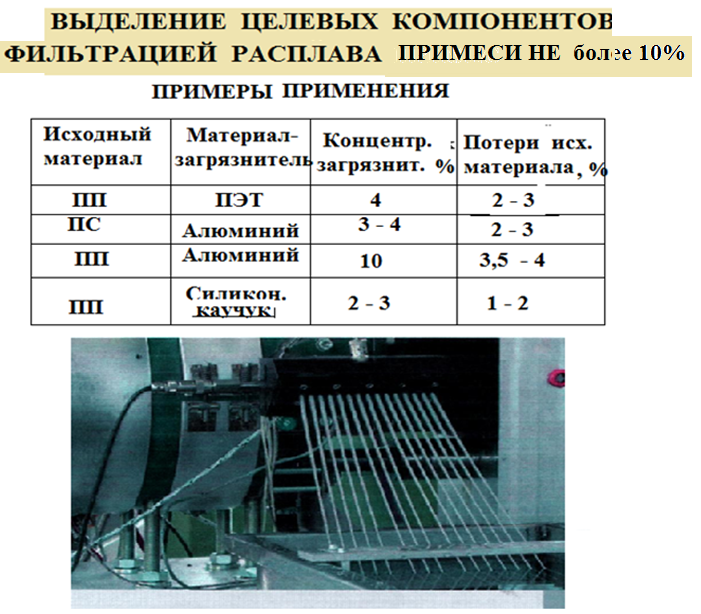 ВЫДЕЛЕНИЕ ЦЕЛЕВЫХ КОМПОНЕНТОВ
ФИЛЬТРАЦИЕЙ РАСПЛАВА ПРИМЕСИ НЕ более 10%
ПРИМЕРЫ ПРИМЕНЕНИЯ
Исходный материал Материал-загрязнитель Концентр. загрязнит. % Потери исх. материала, %
ПП ПЭТ 4 2 - 3
ПС Алюминий 3 - 4 2 - 3
ПП Алюминий 10 3,5 - 4
ПП Силикон. каучук 2 - 3 1 - 2